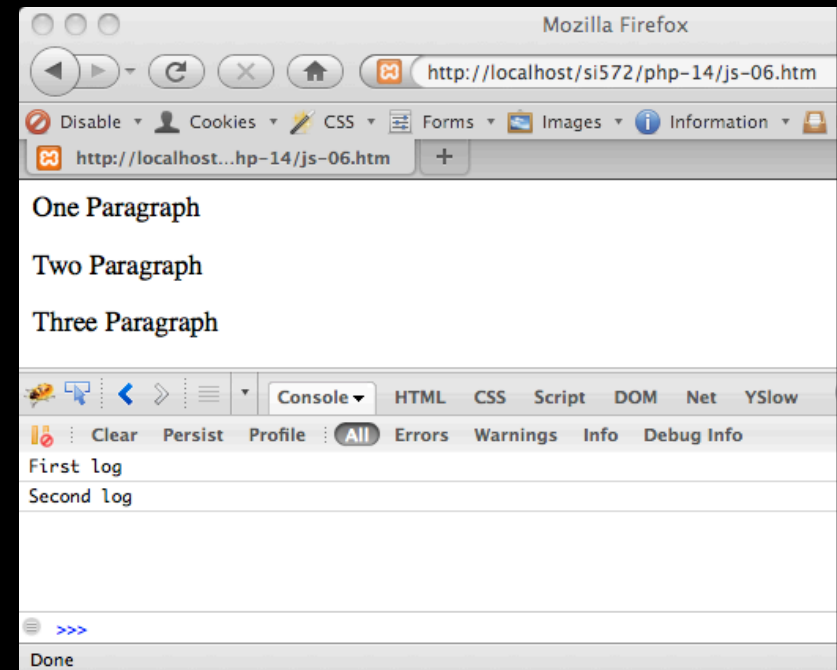 Mozilla Firefox
http://localhost/si572/php-14/js-06.htm
Disable Cookies CSS Forms Images Information
http://localhost...hp-14/js-06.htm +
One Paragraph
Two Paragraph
Three Paragraph
Console HTML CSS Script DOM Net YSlow
Clear Persist Profile All Errors Warnings Info Debug Info
First log
Second log
>>>
Done